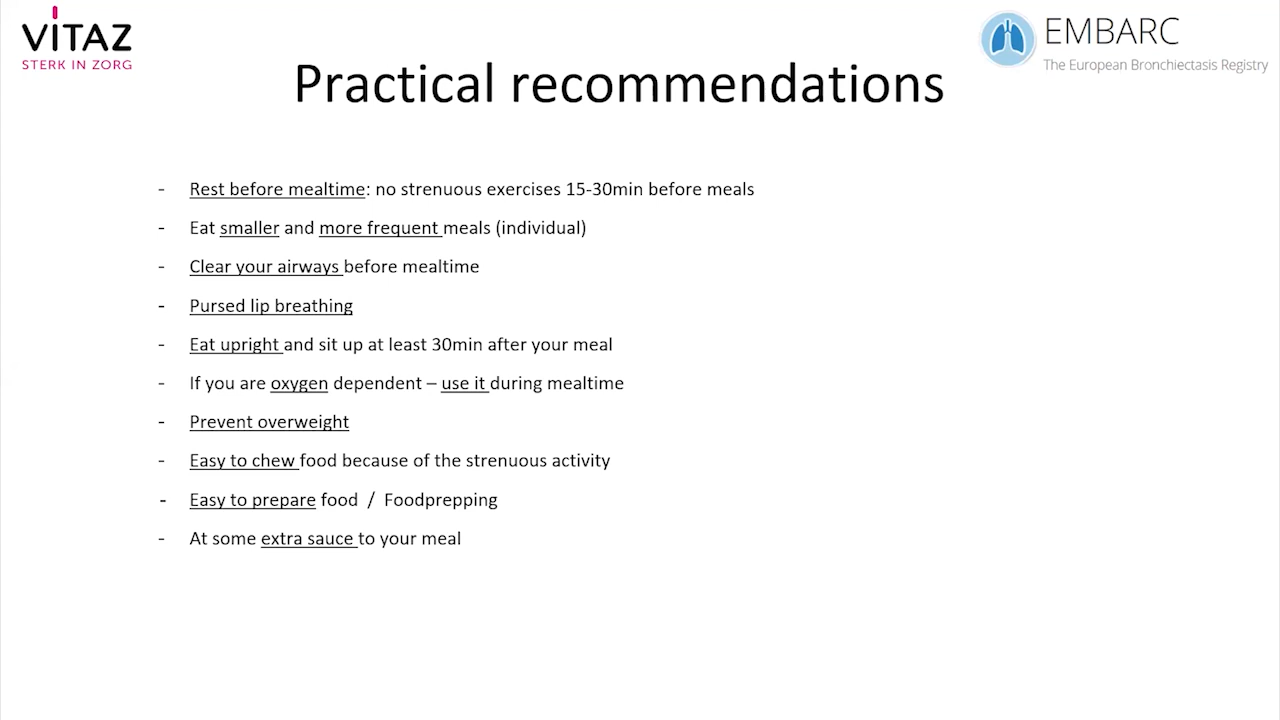 VITAZ
STERK IN ZORG
EMBARC
The European Bronchiectasis Registry
Practical recommendations
- Rest before mealtime: no strenuous exercises 15-30min before meals
- Eat smaller and more frequent meals (individual)
- Clear your airways before mealtime
- Pursed lip breathing
- Eat upright and sit up at least 30min after your meal
- If you are oxygen dependent – use it during mealtime
- Prevent overweight
- Easy to chew food because of the strenuous activity
- Easy to prepare food / Foodprepping
- At some extra sauce to your meal